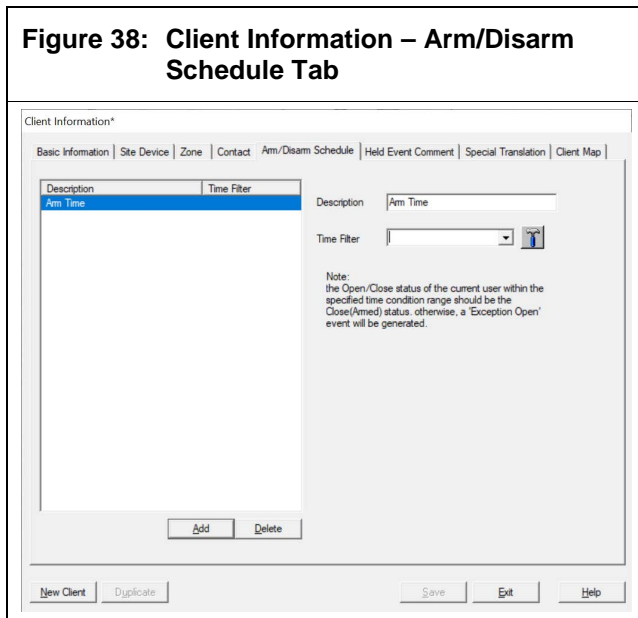 Figure 38: Client Information – Arm/Disarm
Schedule Tab
Client Information*
Basic Information | Site Device | Zone | Contact | Arm/Disarm Schedule | Held Event Comment | Special Translation | Client Map
Description Time Filter
Arm Time
Description Arm Time
Time Filter
Note:
the Open/Close status of the current user within the
specified time condition range should be the
Close(Armed) status. otherwise, a 'Exception Open'
event will be generated.
Add Delete
New Client Duplicate Save Exit Help